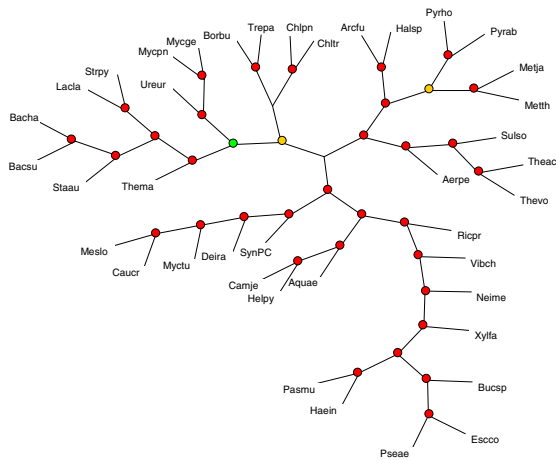 Pyrho
Arcfu
Halsp
Pyrab
Borbu
Trepa
Chlpn
Chltr
Mycge
Mycpn
Strpy
Ureur
Lacla
Metja
Metth
Bacha
Sulso
Bacsu
Staau
Thema
Theac
Aerpe
Thevo
Meslo
Caucr
Myctu
Deira
SynPC
Ricpr
Camje
Helpy
Aquae
Vibch
Neime
Xylfa
Pasmu
Haein
Bucsp
Pseae
Escco